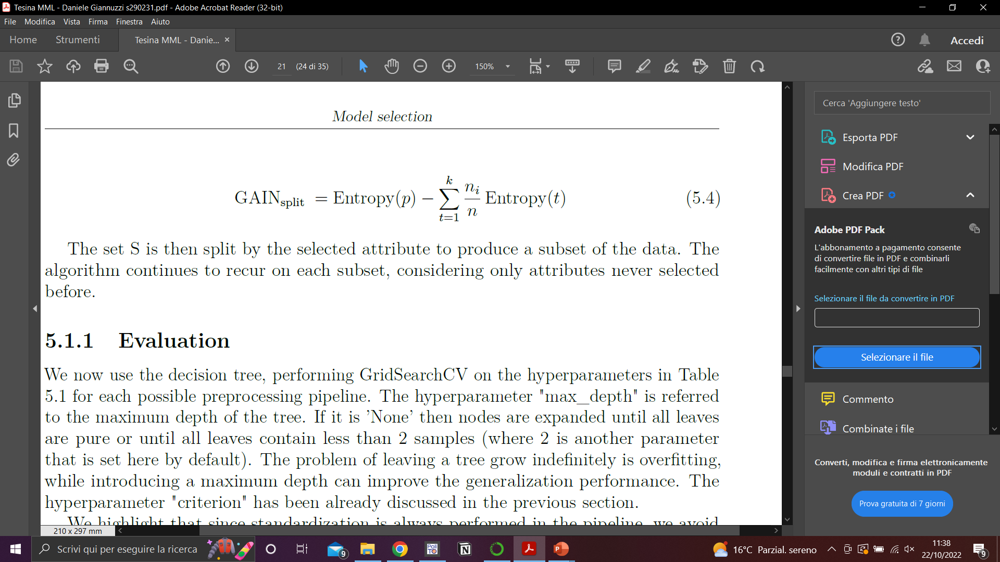 Tesina MML - Daniele Giannuzzi s290231.pdf - Adobe Acrobat Reader (32-bit)
File Modifica Vista Firma Finestra Aiuto
Home Strumenti Tesina MML - Danie... × Accedi
21 (24 di 35) 150%
Model selection
GAIN_split = Entropy(p) − ∑_{t=1}^{k} n_i/n Entropy(t) (5.4)
The set S is then split by the selected attribute to produce a subset of the data. The
algorithm continues to recur on each subset, considering only attributes never selected
before.
5.1.1 Evaluation
We now use the decision tree, performing GridSearchCV on the hyperparameters in Table
5.1 for each possible preprocessing pipeline. The hyperparameter "max_depth" is referred
to the maximum depth of the tree. If it is ’None’ then nodes are expanded until all leaves
are pure or until all leaves contain less than 2 samples (where 2 is another parameter
that is set here by default). The problem of leaving a tree grow indefinitely is overfitting,
while introducing a maximum depth can improve the generalization performance. The
hyperparameter "criterion" has been already discussed in the previous section.
We highlight that since standardization is always performed in the pipeline, we avoid
210 x 297 mm
Cerca 'Aggiungere testo'
Esporta PDF
Modifica PDF
Crea PDF
Adobe PDF Pack
L'abbonamento a pagamento consente
di convertire file in PDF e combinarli
facilmente con altri tipi di file
Selezionare il file da convertire in PDF
Selezionare il file
Commento
Combinate i file
Converti, modifica e firma elettronicamente
moduli e contratti in PDF
Prova gratuita di 7 giorni
Scrivi qui per eseguire la ricerca
9
Poli
TO
N
P
16°C Parzial. sereno
11:38
22/10/2022
9